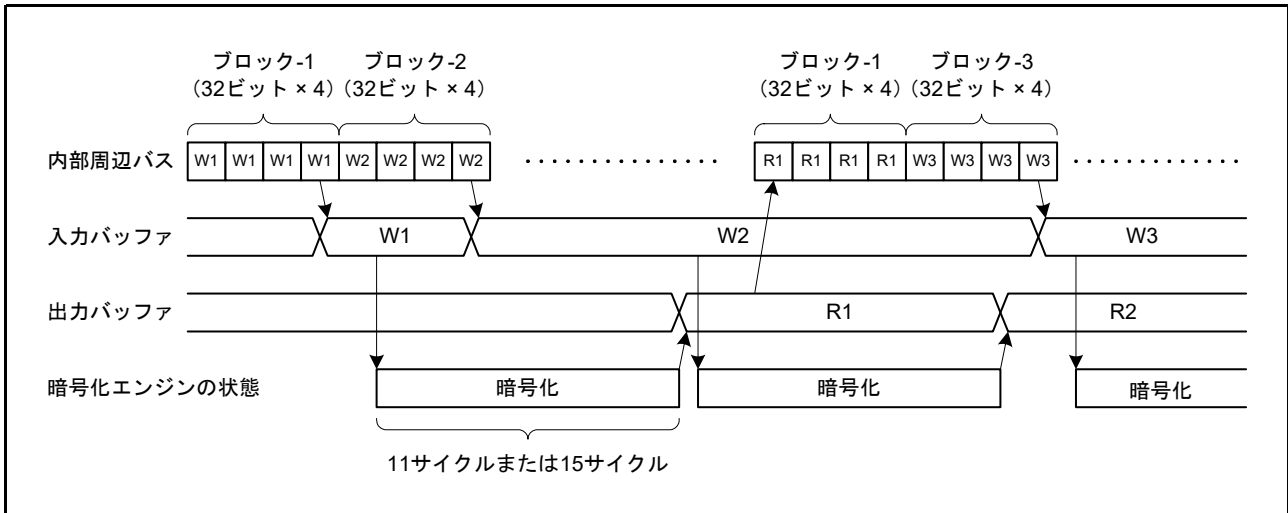 ブロック-1 ブロック-2 ブロック-1 ブロック-3
(32ビット × 4) (32ビット × 4) (32ビット × 4) (32ビット × 4)
内部周辺バス W1 W1 W1 W1 W2 W2 W2 W2 ・・・・・・・・・・・・・・・ R1 R1 R1 R1 W3 W3 W3 W3 ・・・・・・・・・・・・・
入力バッファ W1 W2 W3
出力バッファ R1 R2
暗号化エンジンの状態 暗号化 暗号化 暗号化
11サイクルまたは15サイクル